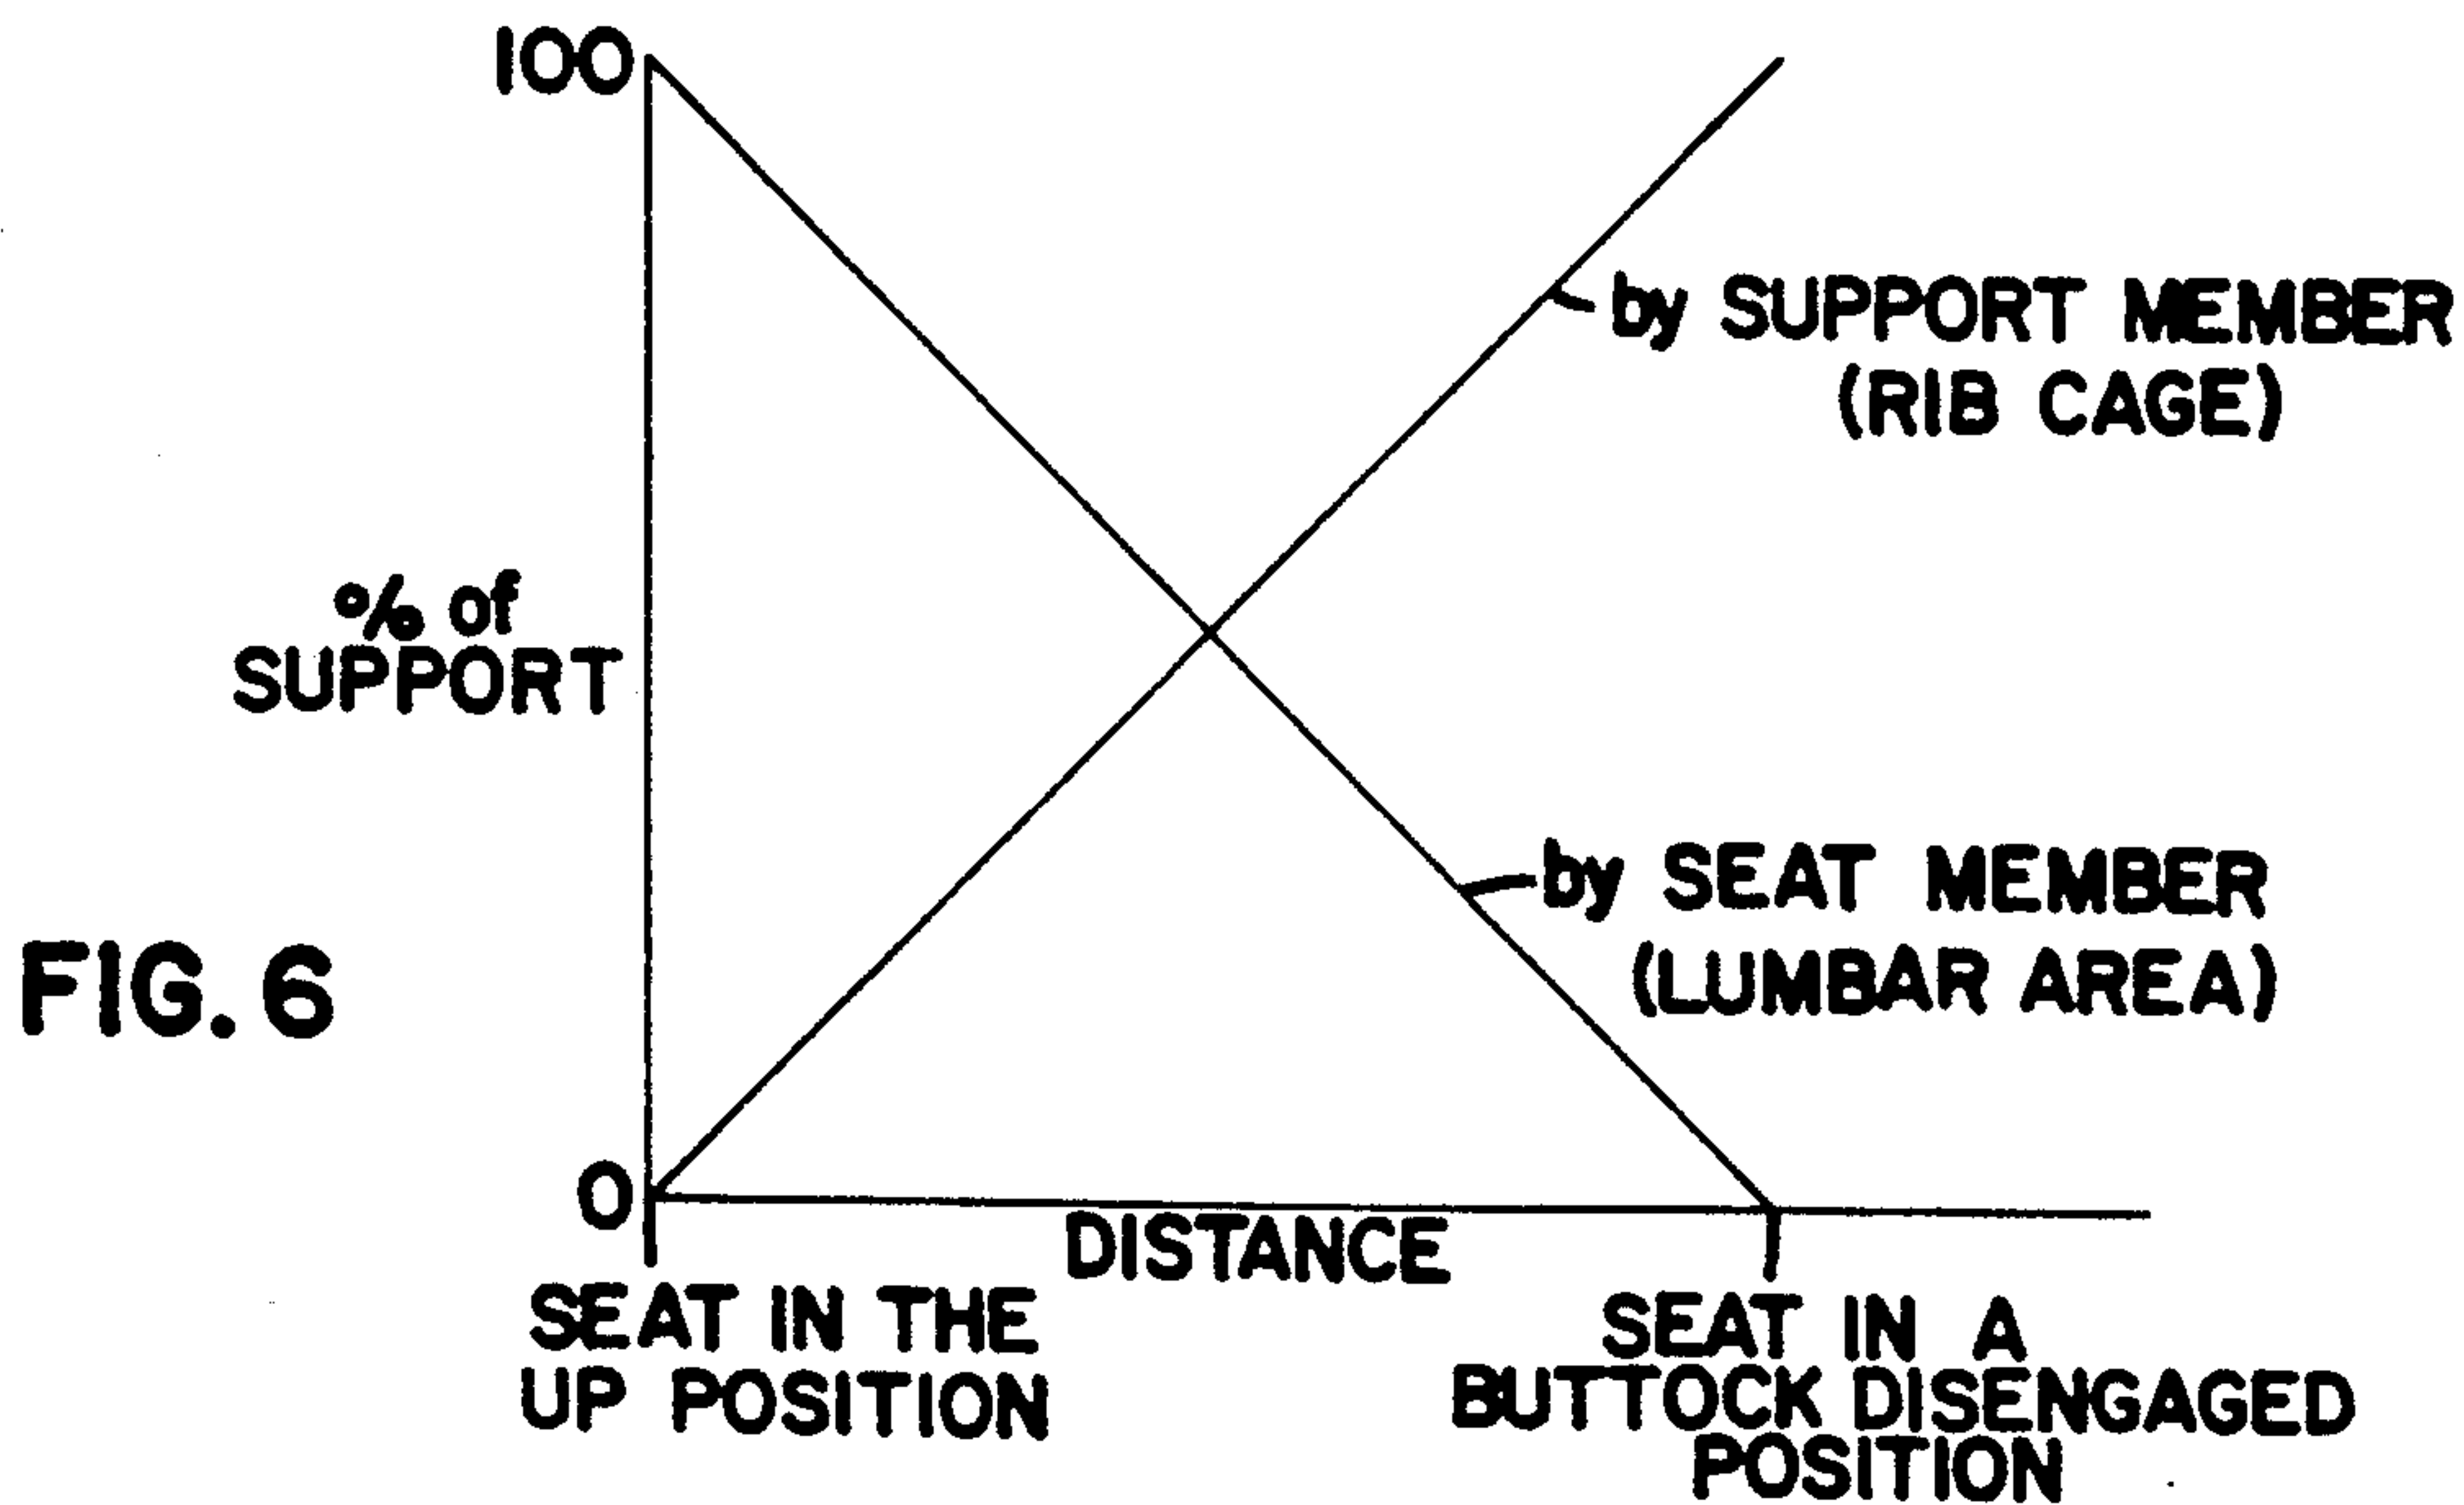 100
by SUPPORT MEMBER
(RIB CAGE)
% of
SUPPORT
by SEAT MEMBER
(LUMBAR AREA)
FIG. 6
0
DISTANCE
SEAT IN THE
UP POSITION
SEAT IN A
BUTTOCK DISENGAGED
POSITION